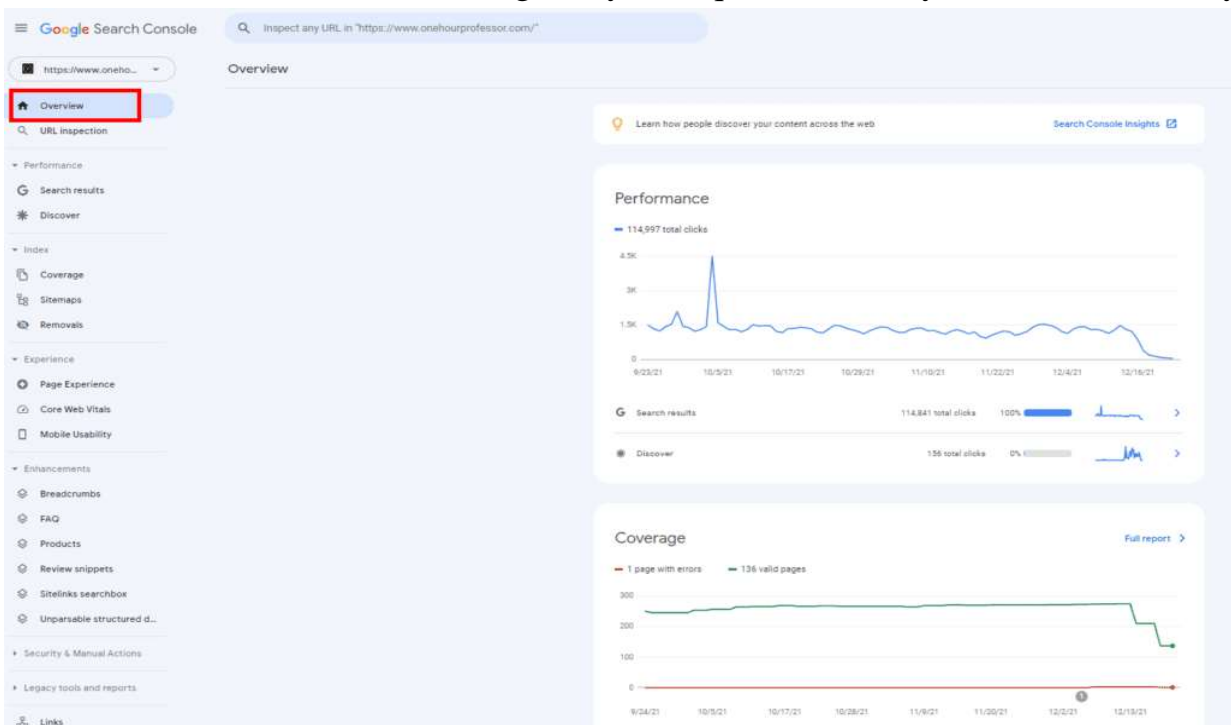 Google Search Console
Inspect any URL in "https://www.onehourprofessor.com/"
https://www.oneho...
Overview
Overview
URL inspection
Performance
Search results
Discover
Index
Coverage
Sitemaps
Removals
Experience
Page Experience
Core Web Vitals
Mobile Usability
Enhancements
Breadcrumbs
FAQ
Products
Review snippets
Sitelinks searchbox
Unparsable structured d...
Security & Manual Actions
Legacy tools and reports
Links
Learn how people discover your content across the web
Search Console Insights
Performance
114,997 total clicks
4.5K
3K
1.5K
0
9/23/21 10/5/21 10/17/21 10/29/21 11/10/21 11/22/21 12/4/21 12/16/21
G Search results 114,841 total clicks 100%
Discover 156 total clicks 0%
Coverage Full report
1 page with errors 136 valid pages
300
200
100
0
1
9/24/21 10/5/21 10/17/21 10/28/21 11/9/21 11/20/21 12/2/21 12/13/21